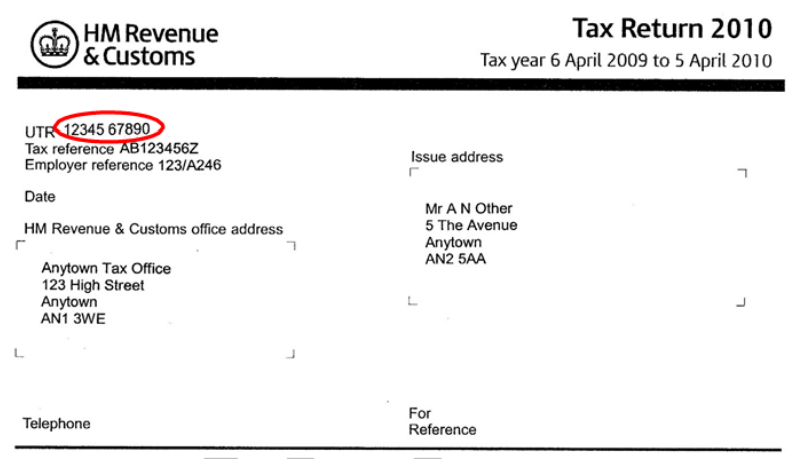 HM Revenue
& Customs
Tax Return 2010
Tax year 6 April 2009 to 5 April 2010
UTR 12345 67890
Tax reference AB123456Z
Employer reference 123/A246
Date
HM Revenue & Customs office address
Anytown Tax Office
123 High Street
Anytown
AN1 3WE
Issue address
Mr A N Other
5 The Avenue
Anytown
AN2 5AA
Telephone
For
Reference